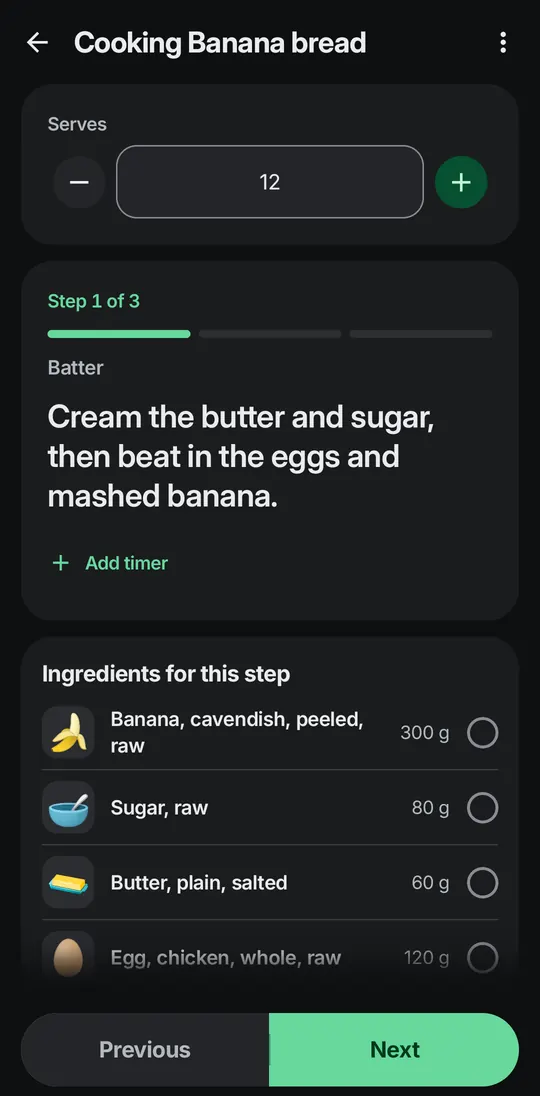 Cooking Banana bread
Serves
12
Step 1 of 3
Batter
Cream the butter and sugar,
then beat in the eggs and
mashed banana.
Add timer
Ingredients for this step
Banana, cavendish, peeled,
raw
300 g
Sugar, raw
80 g
Butter, plain, salted
60 g
Egg, chicken, whole, raw
120 g
Previous
Next